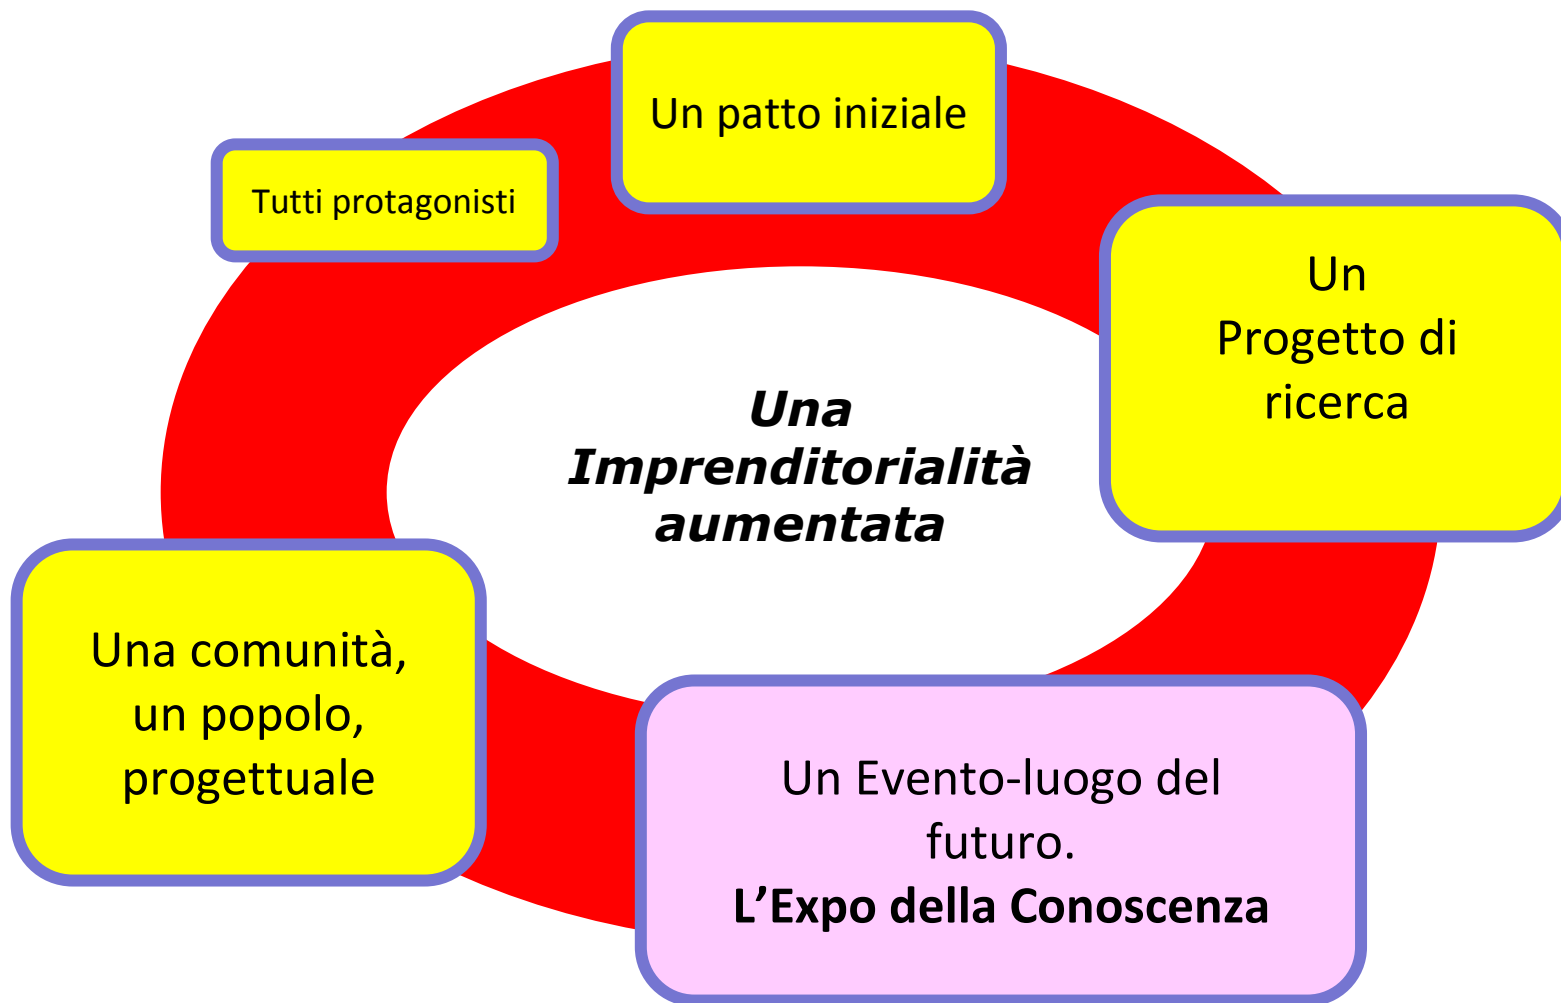 Un patto iniziale
Tutti protagonisti
Un
Progetto di
ricerca
Una
Imprenditorialità
aumentata
Una comunità,
un popolo,
progettuale
Un Evento-luogo del
futuro.
L’Expo della Conoscenza